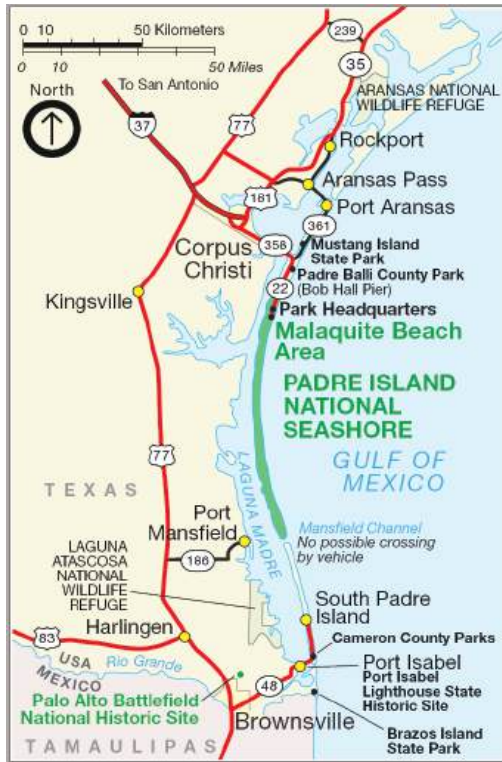 0 10 50 Kilometers
0 10 50 Miles
To San Antonio
North
239
35
37
77
ARANSAS NATIONAL
WILDLIFE REFUGE
Rockport
Aransas Pass
181
Port Aransas
361
358
Corpus
Christi
Mustang Island
State Park
Padre Balli County Park
(Bob Hall Pier)
22
Kingsville
Park Headquarters
Malaquite Beach
Area
PADRE ISLAND
NATIONAL
SEASHORE
GULF OF
MEXICO
77
TEXAS
LAGUNA MADRE
Port
Mansfield
186
Mansfield Channel
No possible crossing
by vehicle
LAGUNA
ATASCOSA
NATIONAL
WILDLIFE
REFUGE
South Padre
Island
83
Harlingen
Cameron County Parks
USA
MEXICO
Rio Grande
Port Isabel
Port Isabel
Lighthouse State
Historic Site
48
Palo Alto Battlefield
National Historic Site
Brownsville
Brazos Island
State Park
TAMAULIPAS